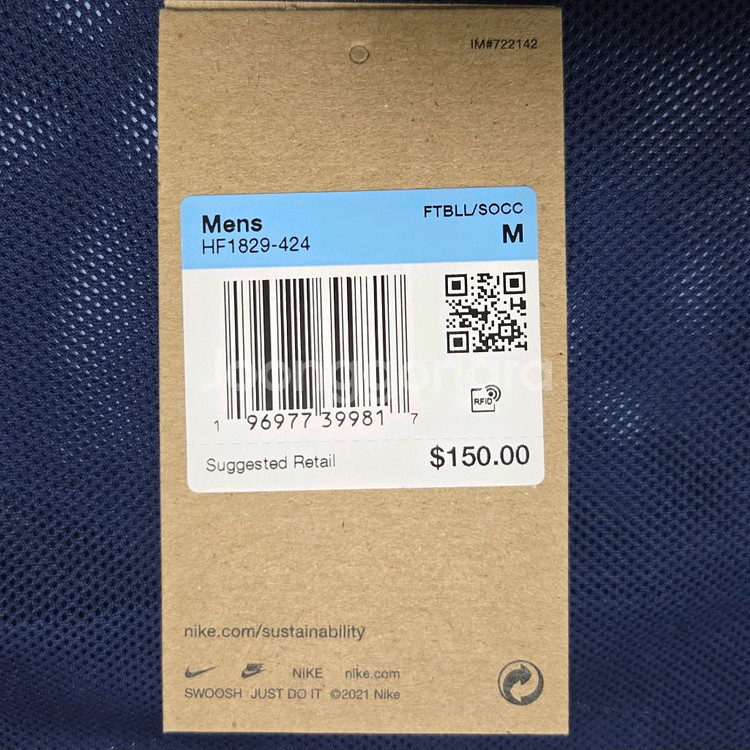 IM#722142
Mens
FTBLL/SOCC
HF1829-424
M
Joonggonara
RFID
1 96977 39981 7
Suggested Retail
$150.00
nike.com/sustainability
NIKE nike.com
SWOOSH JUST DO IT ©2021 Nike